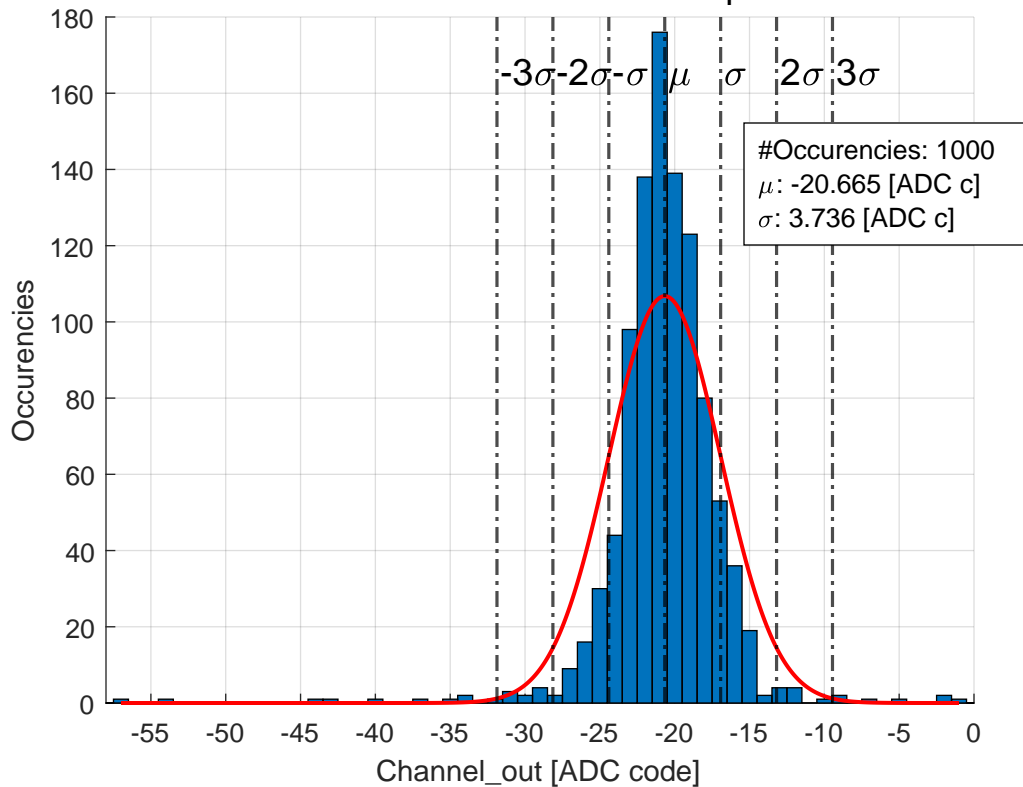 180
160
140
120
100
80
60
40
20
0
Occurencies
-3σ -2σ -σ μ σ 2σ 3σ
#Occurencies: 1000
μ: -20.665 [ADC c]
σ: 3.736 [ADC c]
-55 -50 -45 -40 -35 -30 -25 -20 -15 -10 -5 0
Channel_out [ADC code]